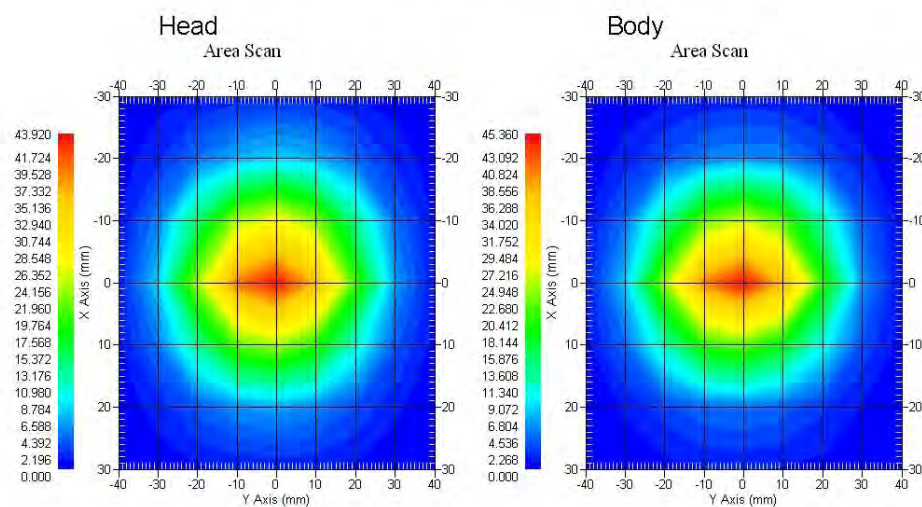 Head
Area Scan
-40 -30 -20 -10 0 10 20 30 40
-30 -20 -10 0 10 20 30
-30 -20 -10 0 10 20 30
43.920
41.724
39.528
37.332
35.136
32.940
30.744
28.548
26.352
24.156
21.960
19.764
17.568
15.372
13.176
10.980
8.784
6.588
4.392
2.196
0.000
X Axis (mm)
-40 -30 -20 -10 0 10 20 30 40
Y Axis (mm)
Body
Area Scan
-40 -30 -20 -10 0 10 20 30 40
-30 -20 -10 0 10 20 30
-30 -20 -10 0 10 20 30
45.360
43.092
40.824
38.556
36.288
34.020
31.752
29.484
27.216
24.948
22.680
20.412
18.144
15.876
13.608
11.340
9.072
6.804
4.536
2.268
0.000
X Axis (mm)
-40 -30 -20 -10 0 10 20 30 40
Y Axis (mm)